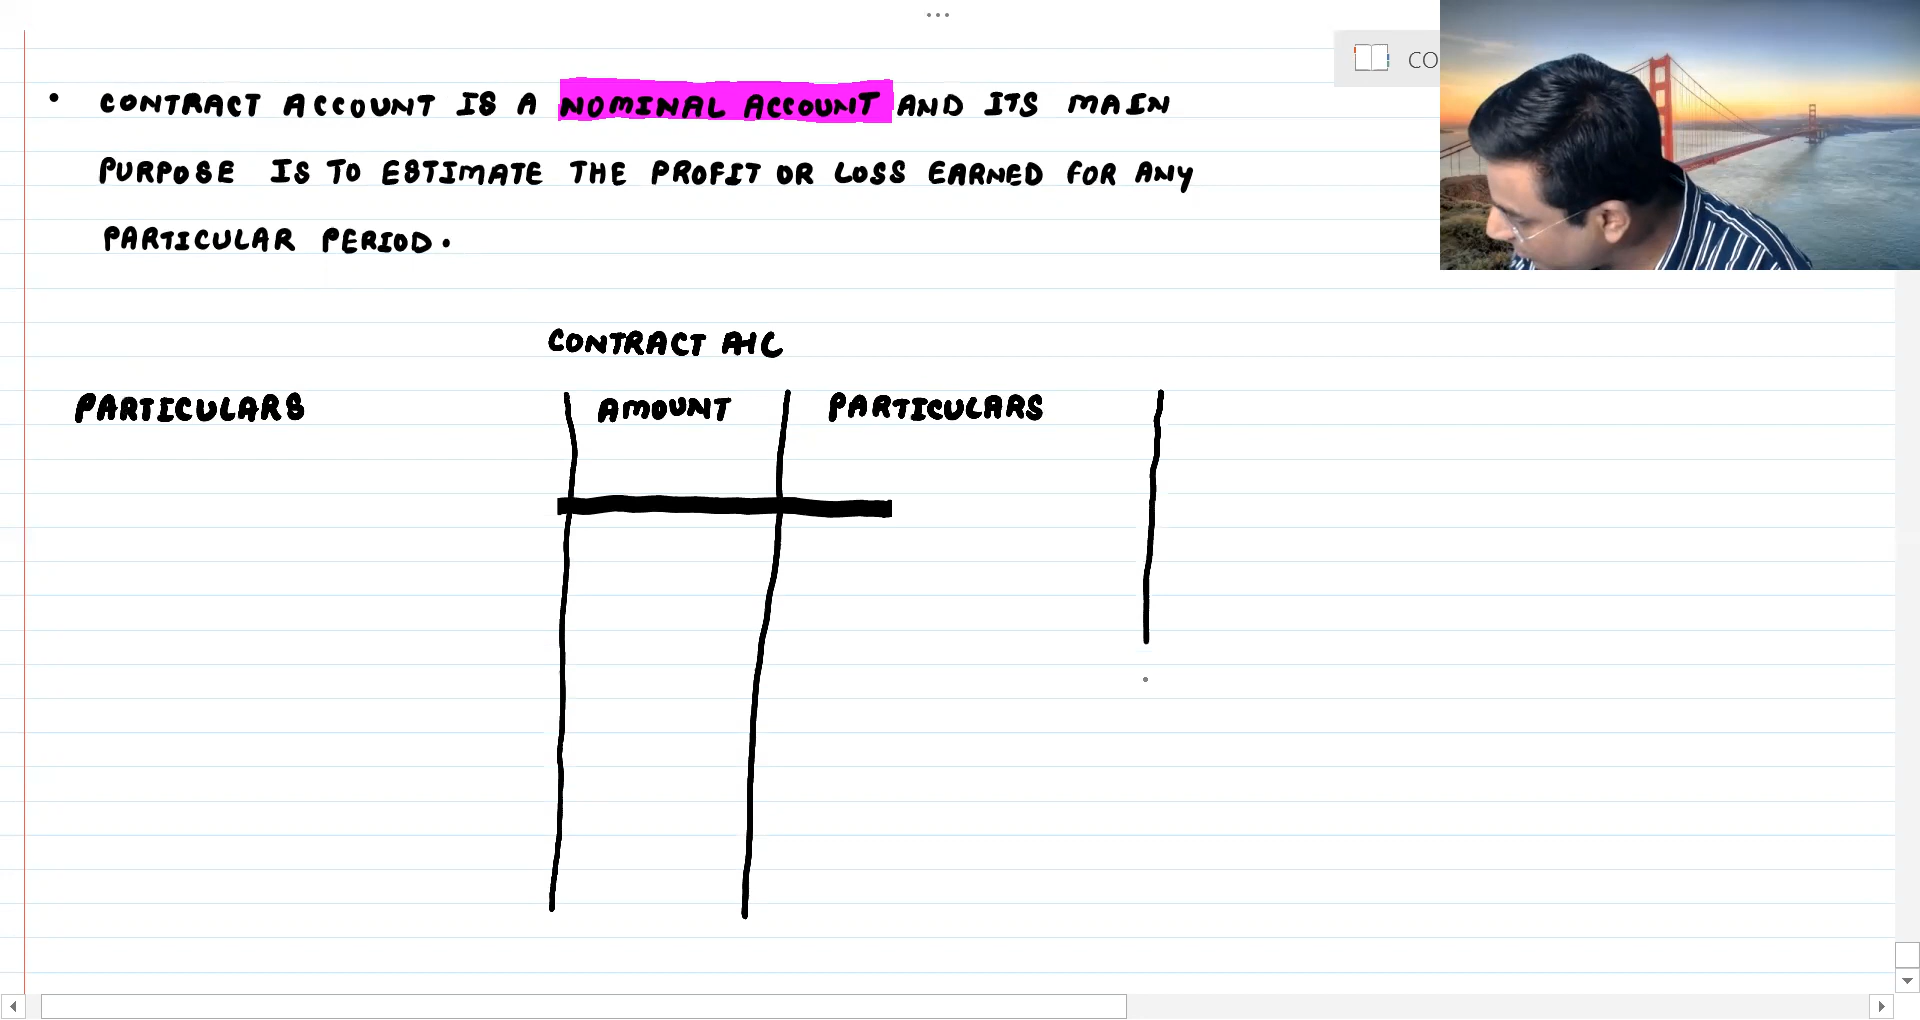 CO
• CONTRACT ACCOUNT IS A NOMINAL ACCOUNT AND ITS MAIN
PURPOSE IS TO ESTIMATE THE PROFIT OR LOSS EARNED FOR ANY
PARTICULAR PERIOD.
CONTRACT A/C
PARTICULARS AMOUNT PARTICULARS